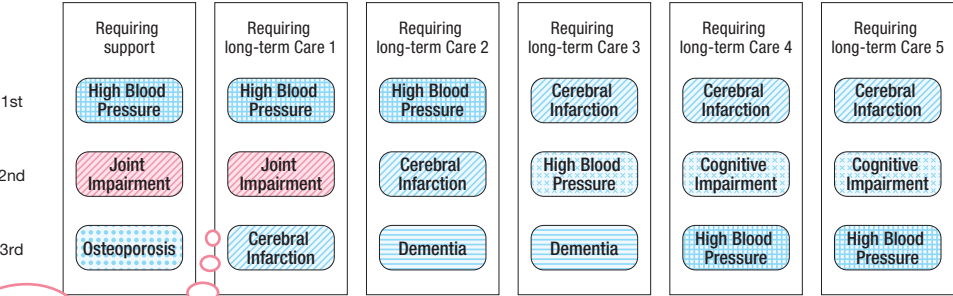 Requiring
support
Requiring
long-term Care 1
Requiring
long-term Care 2
Requiring
long-term Care 3
Requiring
long-term Care 4
Requiring
long-term Care 5
1st
High Blood
Pressure
High Blood
Pressure
High Blood
Pressure
Cerebral
Infarction
Cerebral
Infarction
Cerebral
Infarction
2nd
Joint
Impairment
Joint
Impairment
Cerebral
Infarction
High Blood
Pressure
Cognitive
Impairment
Cognitive
Impairment
3rd
Osteoporosis
Cerebral
Infarction
Dementia
Dementia
High Blood
Pressure
High Blood
Pressure